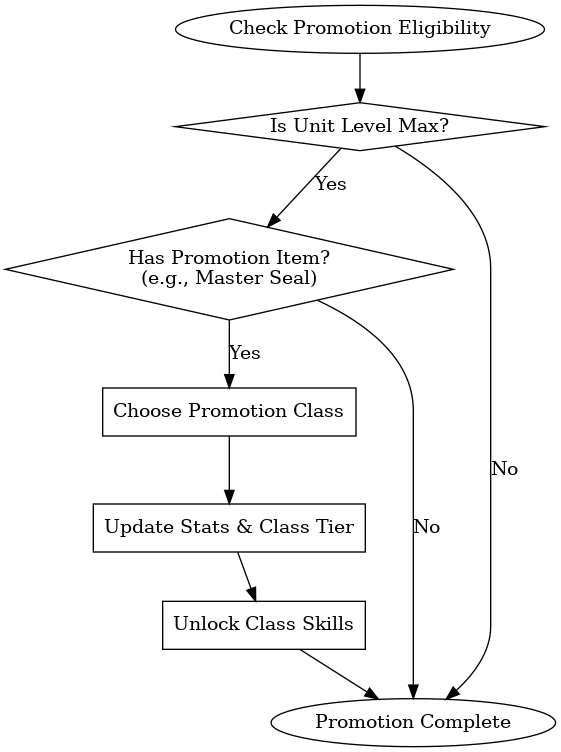 Check Promotion Eligibility
Is Unit Level Max?
Yes
Has Promotion Item?
(e.g., Master Seal)
Yes
Choose Promotion Class
No
Update Stats & Class Tier
No
Unlock Class Skills
Promotion Complete